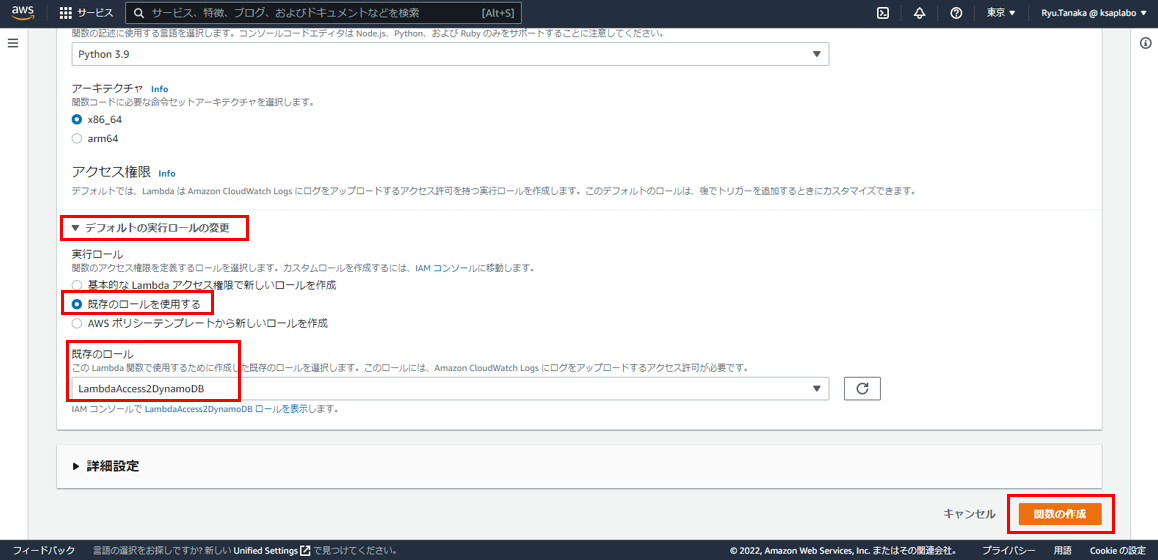 aws
サービス
サービス、特徴、ブログ、およびドキュメントなどを検索
[Alt+S]
東京 ▼
Ryu.Tanaka @ ksaplabo ▼
関数の記述に使用する言語を選択します。コンソールコードエディタは Node.js、Python、および Ruby のみをサポートすることに注意してください。
Python 3.9
アーキテクチャ Info
関数コードに必要な命令セットアーキテクチャを選択します。
x86_64
arm64
アクセス権限 Info
デフォルトでは、Lambda は Amazon CloudWatch Logs にログをアップロードするアクセス許可を持つ実行ロールを作成します。このデフォルトのロールは、後でトリガーを追加するときにカスタマイズできます。
▼ デフォルトの実行ロールの変更
実行ロール
関数のアクセス権限を定義するロールを選択します。カスタムロールを作成するには、IAM コンソールに移動します。
基本的な Lambda アクセス権限で新しいロールを作成
既存のロールを使用する
AWS ポリシーテンプレートから新しいロールを作成
既存のロール
この Lambda 関数で使用するために作成した既存のロールを選択します。このロールには、Amazon CloudWatch Logs にログをアップロードするアクセス許可が必要です。
LambdaAccess2DynamoDB
IAM コンソールで LambdaAccess2DynamoDB ロールを表示します。
▶ 詳細設定
キャンセル
関数の作成
フィードバック
言語の選択をお探しですか? 新しい Unified Settings で見つけてください。
© 2022, Amazon Web Services, Inc. またはその関連会社。
プライバシー
用語
Cookie の設定